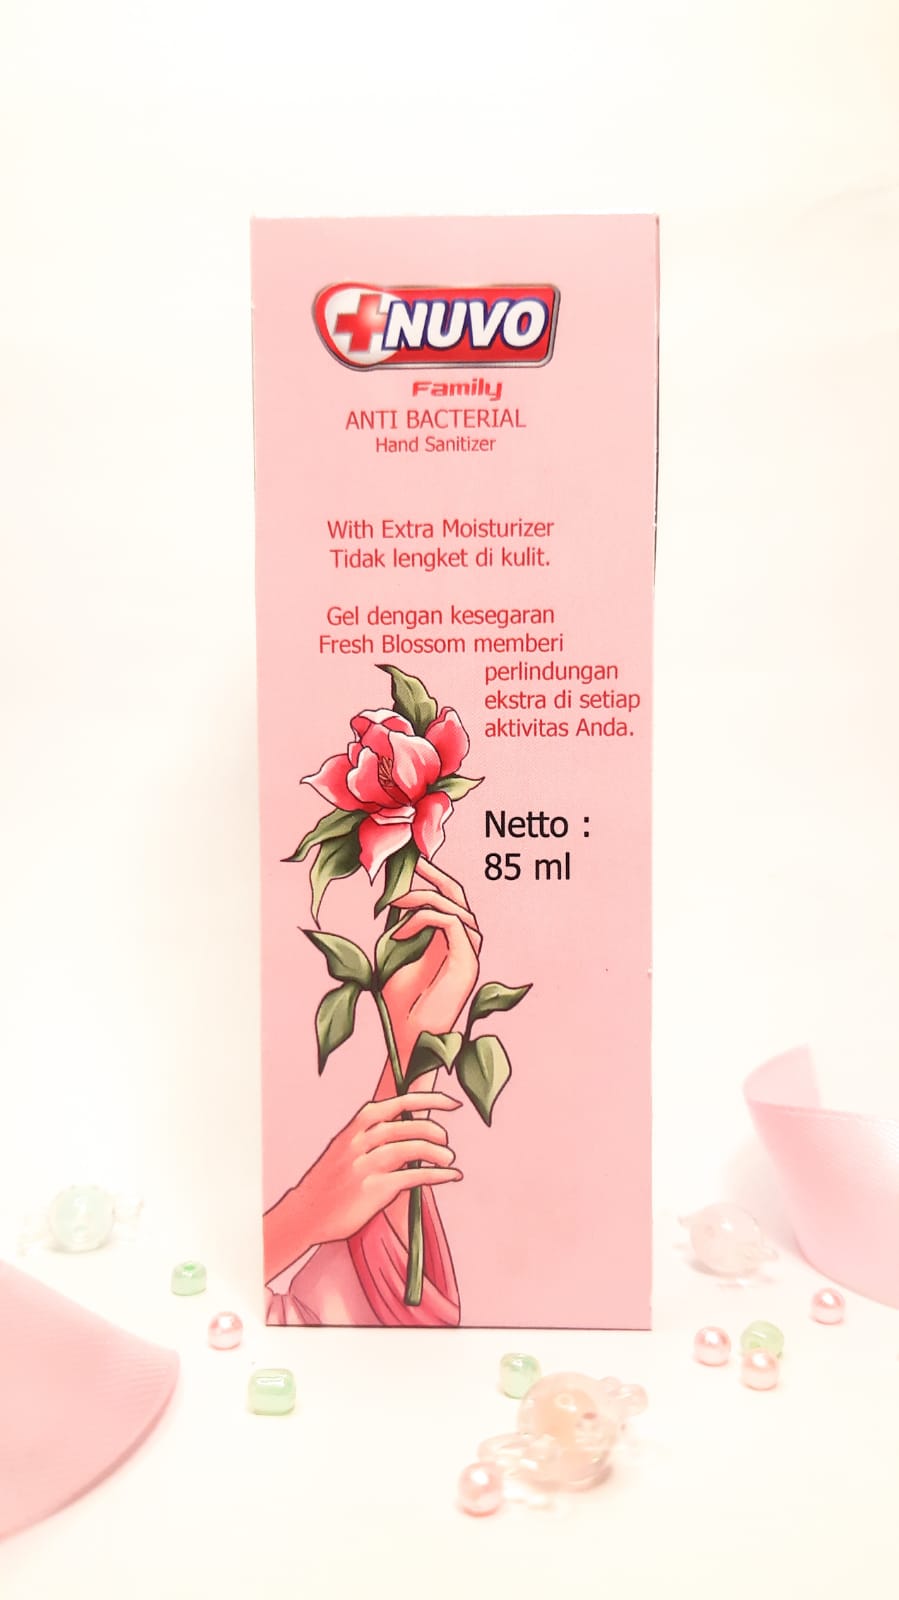 NUVO
Family
ANTI BACTERIAL
Hand Sanitizer
With Extra Moisturizer
Tidak lengket di kulit.
Gel dengan kesegaran
Fresh Blossom memberi
perlindungan
ekstra di setiap
aktivitas Anda.
Netto :
85 ml